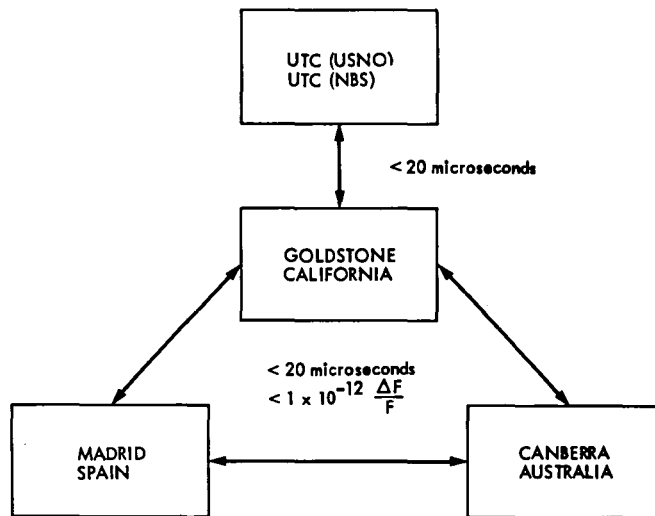 UTC (USNO)
UTC (NBS)
< 20 microseconds
GOLDSTONE
CALIFORNIA
< 20 microseconds
< 1 x 10⁻¹² ΔF/F
MADRID
SPAIN
CANBERRA
AUSTRALIA